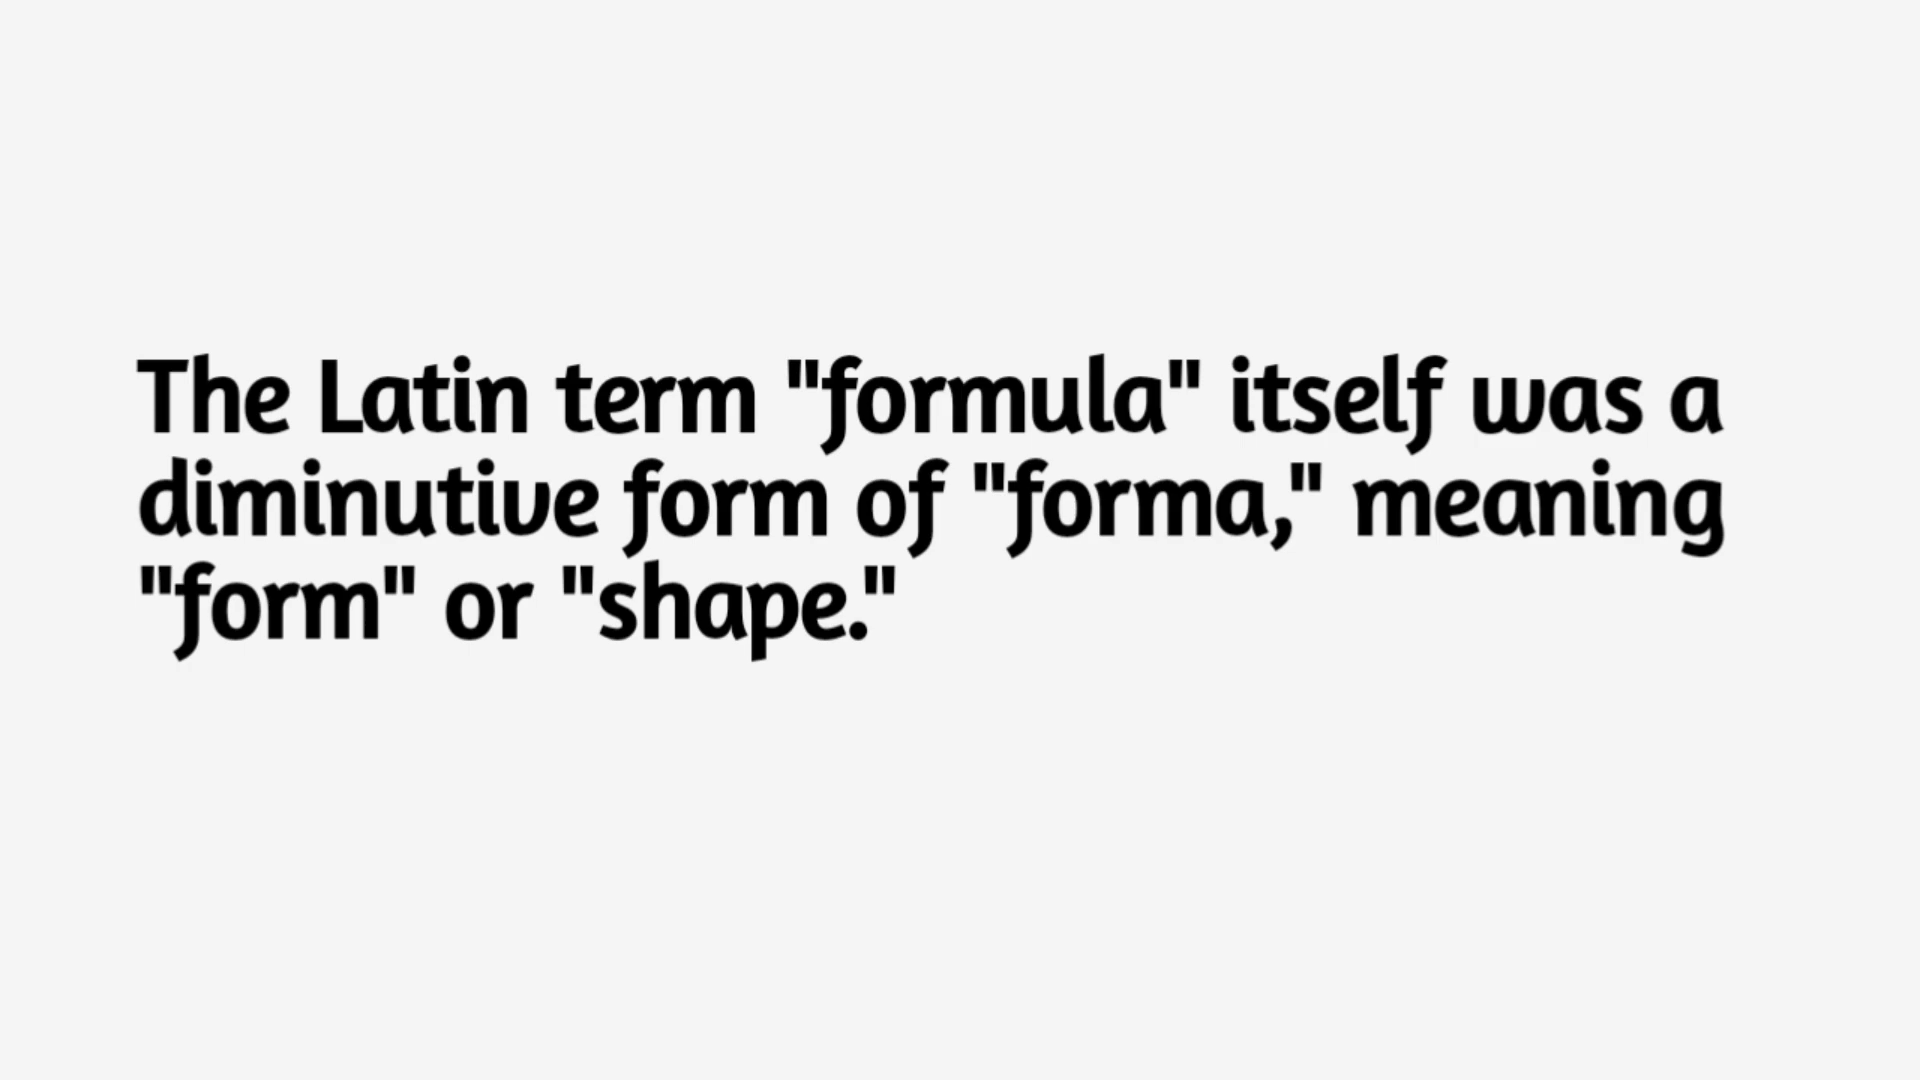 The Latin term "formula" itself was a
diminutive form of "forma," meaning
"form" or "shape."